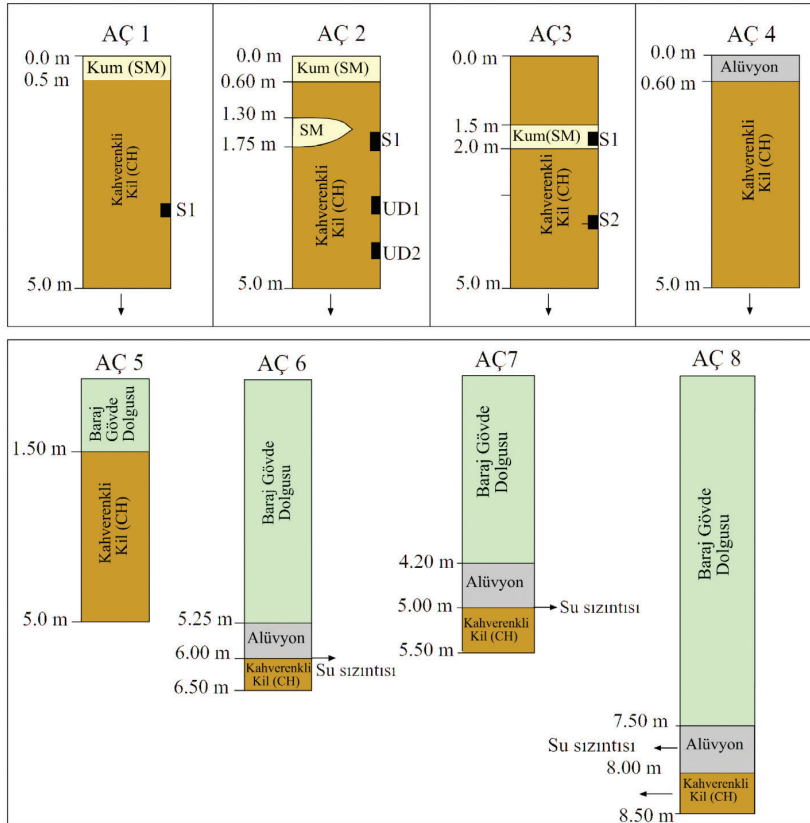 AÇ 1
0.0 m
Kum (SM)
0.5 m
Kahverenkli
Kil (CH)
S1
5.0 m
AÇ 2
0.0 m
Kum (SM)
0.60 m
1.30 m
SM
1.75 m
S1
Kahverenkli
Kil (CH)
UD1
UD2
5.0 m
AÇ3
0.0 m
1.5 m
Kum(SM)
S1
2.0 m
Kahverenkli
Kil (CH)
S2
5.0 m
AÇ 4
0.0 m
Alüvyon
0.60 m
Kahverenkli
Kil (CH)
5.0 m
AÇ 5
Baraj
Gövde
Dolgusu
1.50 m
Kahverenkli
Kil (CH)
5.0 m
AÇ 6
Baraj Gövde
Dolgusu
5.25 m
Alüvyon
6.00 m
Su sızıntısı
Kahverenkli
Kil (CH)
6.50 m
AÇ7
Baraj Gövde
Dolgusu
4.20 m
Alüvyon
5.00 m
Su sızıntısı
Kahverenkli
Kil (CH)
5.50 m
AÇ 8
Baraj Gövde
Dolgusu
7.50 m
Su sızıntısı
Alüvyon
8.00 m
Kahverenkli
Kil (CH)
8.50 m